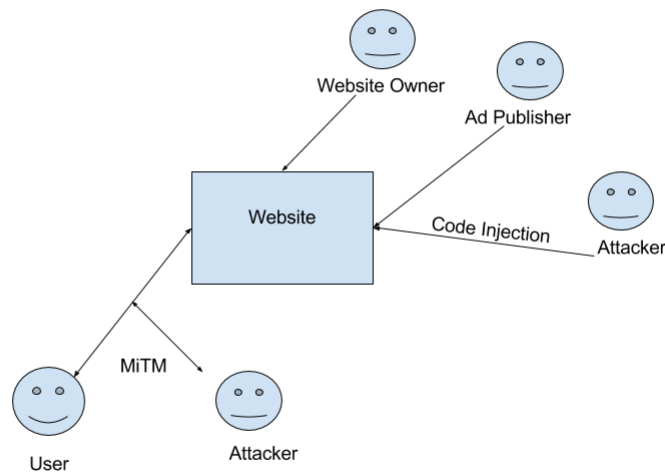 Website Owner
Ad Publisher
Website
Code Injection
Attacker
MiTM
User
Attacker